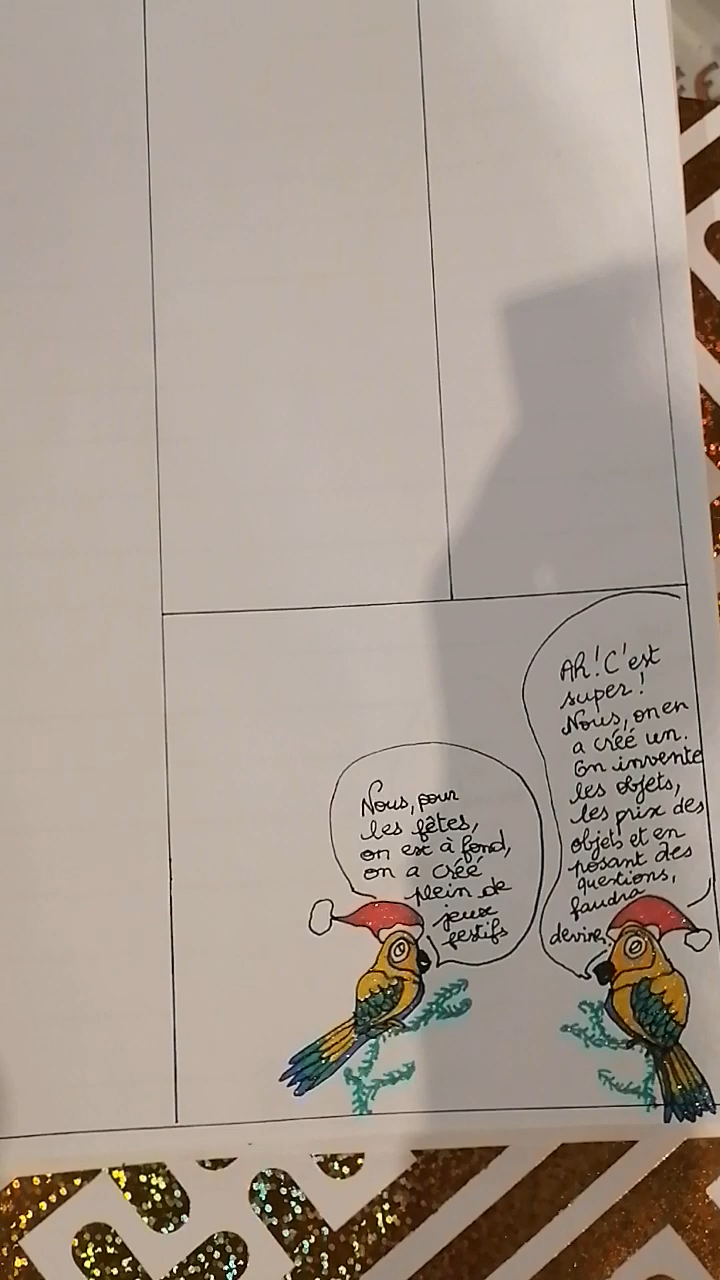 Nous, pour
les fêtes,
on est à fond,
on a créé
plein de
jeux
festifs
Ah! C'est
super!
Nous, on en
a créé un.
On invente
les objets,
les prix des
objets et en
posant des
questions,
faudra
deviner